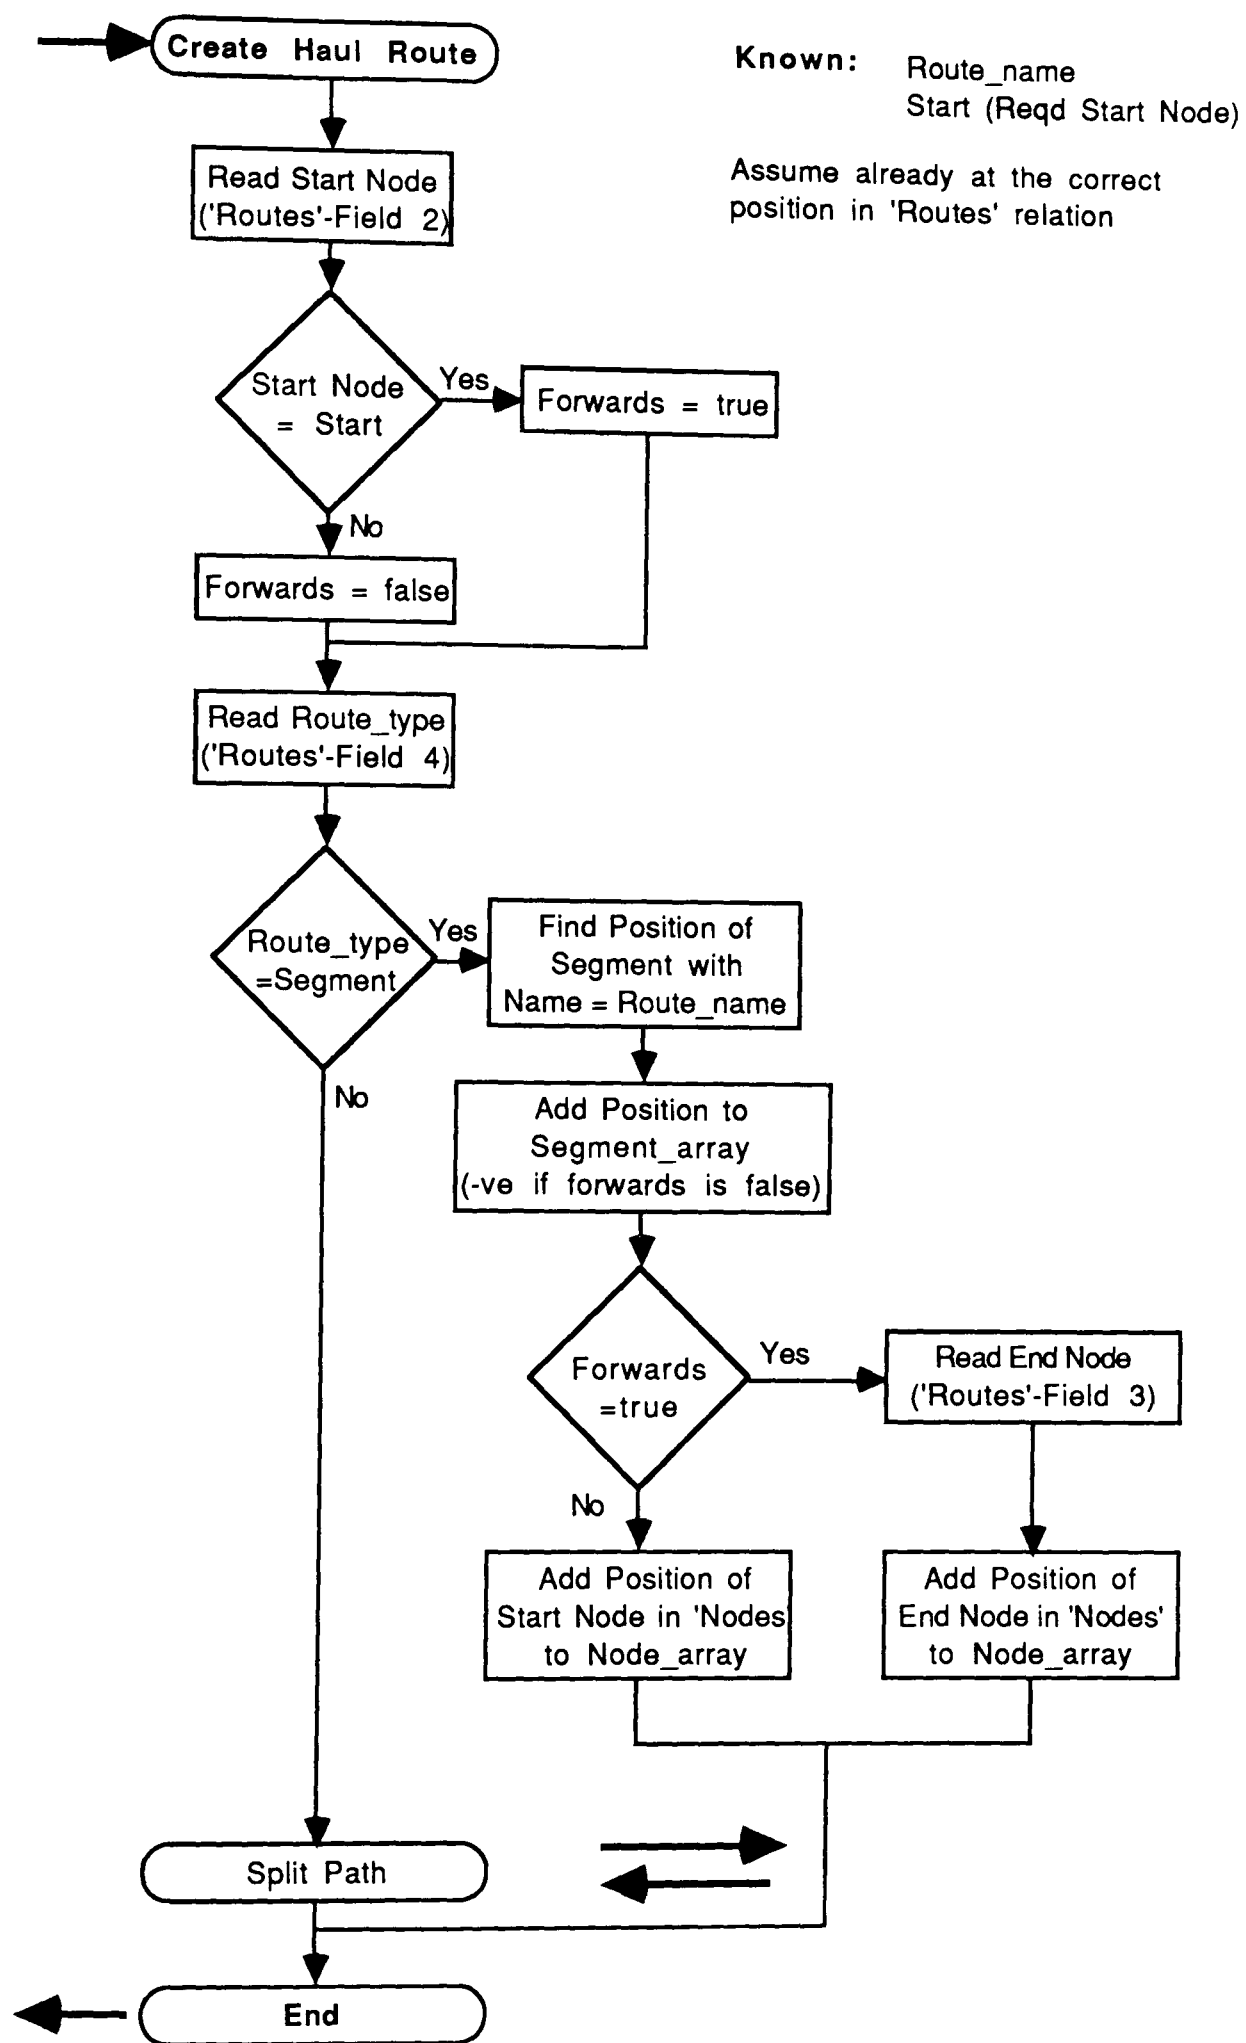 Create Haul Route
Known: Route_name
Start (Reqd Start Node)
Assume already at the correct
position in 'Routes' relation
Read Start Node
('Routes'-Field 2)
Start Node
= Start
Yes
Forwards = true
No
Forwards = false
Read Route_type
('Routes'-Field 4)
Route_type
=Segment
Yes
Find Position of
Segment with
Name = Route_name
No
Add Position to
Segment_array
(-ve if forwards is false)
Forwards
=true
Yes
Read End Node
('Routes'-Field 3)
No
Add Position of
Start Node in 'Nodes
to Node_array
Add Position of
End Node in 'Nodes'
to Node_array
Split Path
End